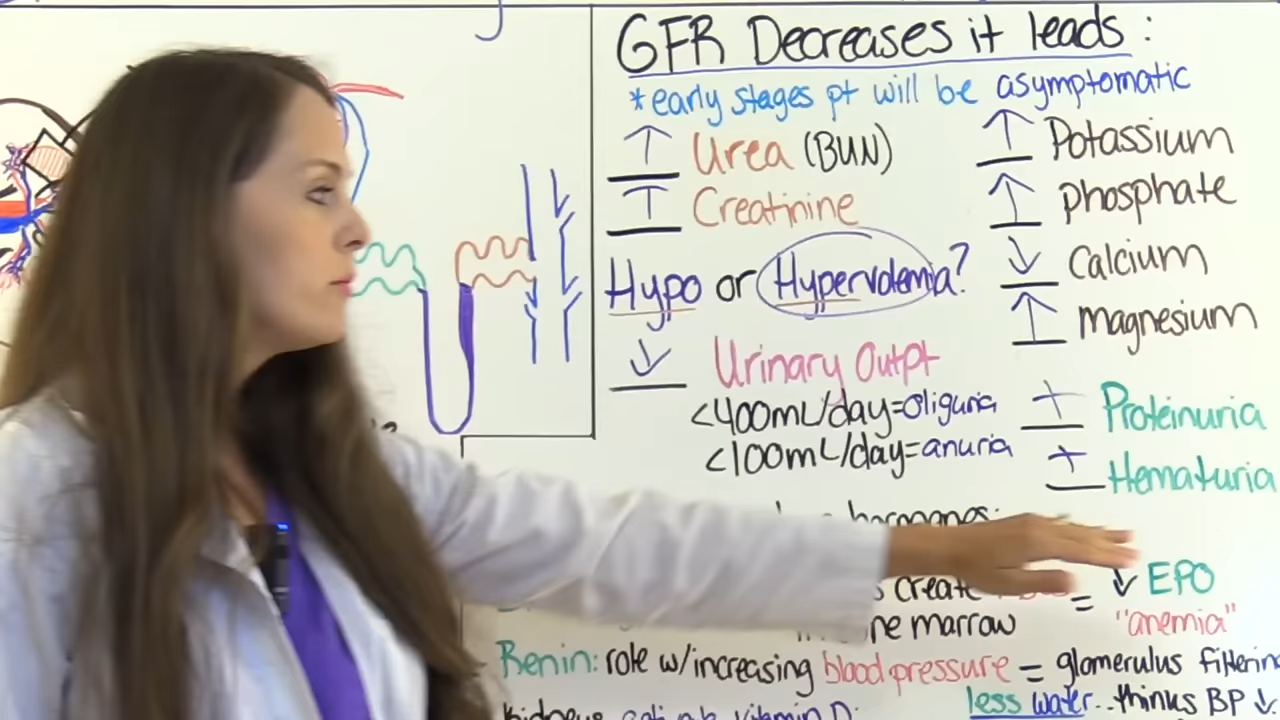 GFR Decreases it leads:
*early stages pt will be asymptomatic
↑ Urea (BUN)
↑ Creatinine
Hypo or Hypervolemia?
↓ Urinary Outpt
<400mL/day=oliguria
<100mL/day=anuria
↑ Potassium
↑ Phosphate
↓ Calcium
↑ Magnesium
+ Proteinuria
+ Hematuria
hormones:
create
= ↓ EPO
marrow
"anemia"
Renin: role w/increasing blood pressure = glomerulus filtering
less water..thinks BP ↓.
Vitamin D: